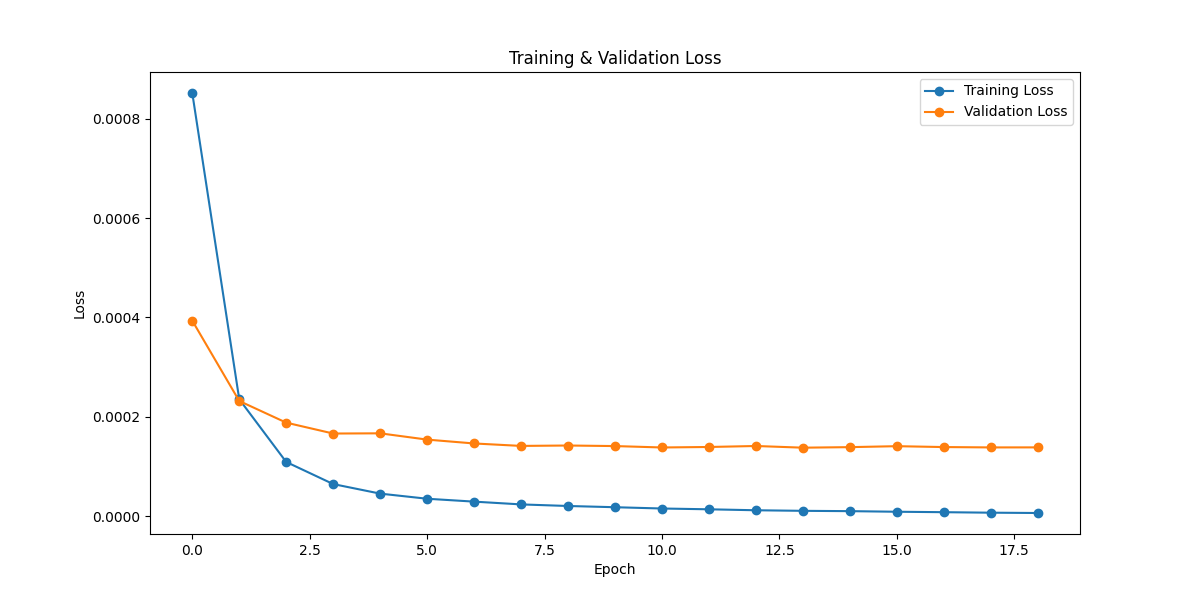 Training & Validation Loss
Training Loss
Validation Loss
0.0008
0.0006
0.0004
0.0002
0.0000
Loss
0.0
2.5
5.0
7.5
10.0
12.5
15.0
17.5
Epoch